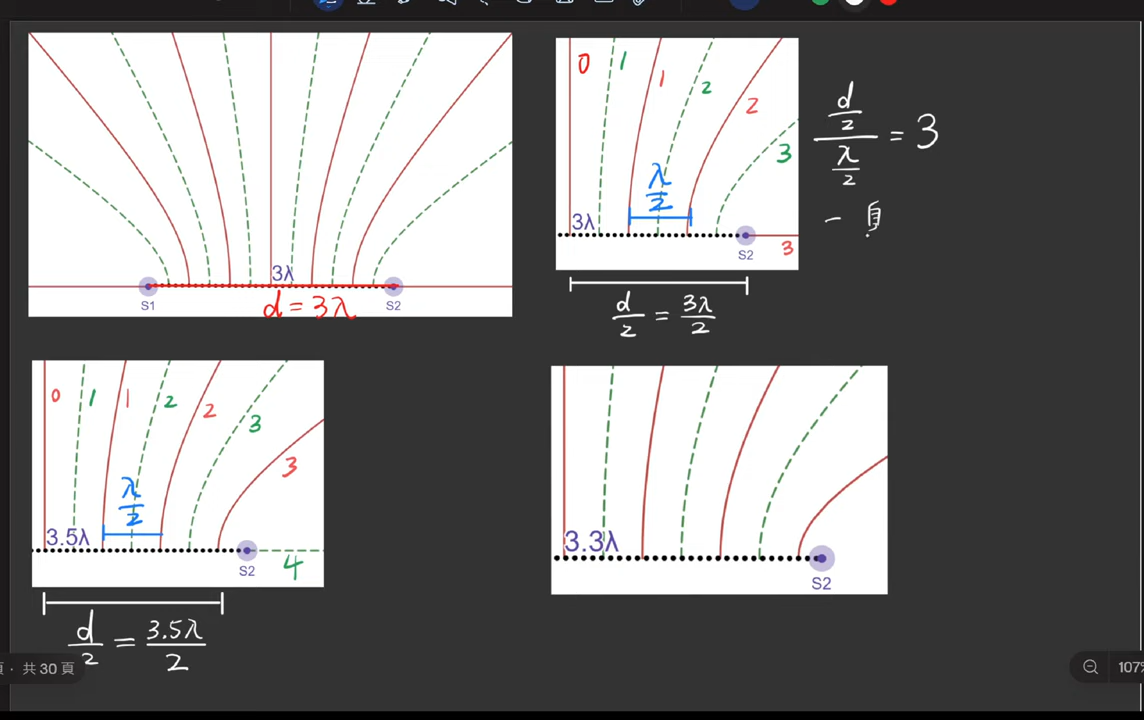 3λ
S1
S2
d = 3λ
0
1
1
2
2
3
λ/2
3λ
S2
3
d/2 = 3λ/2
(d/2)/(λ/2) = 3
0
1
1
2
2
3
3
λ/2
3.5λ
S2
4
d/2 = 3.5λ/2
3.3λ
S2
頁· 共 30 頁
107%